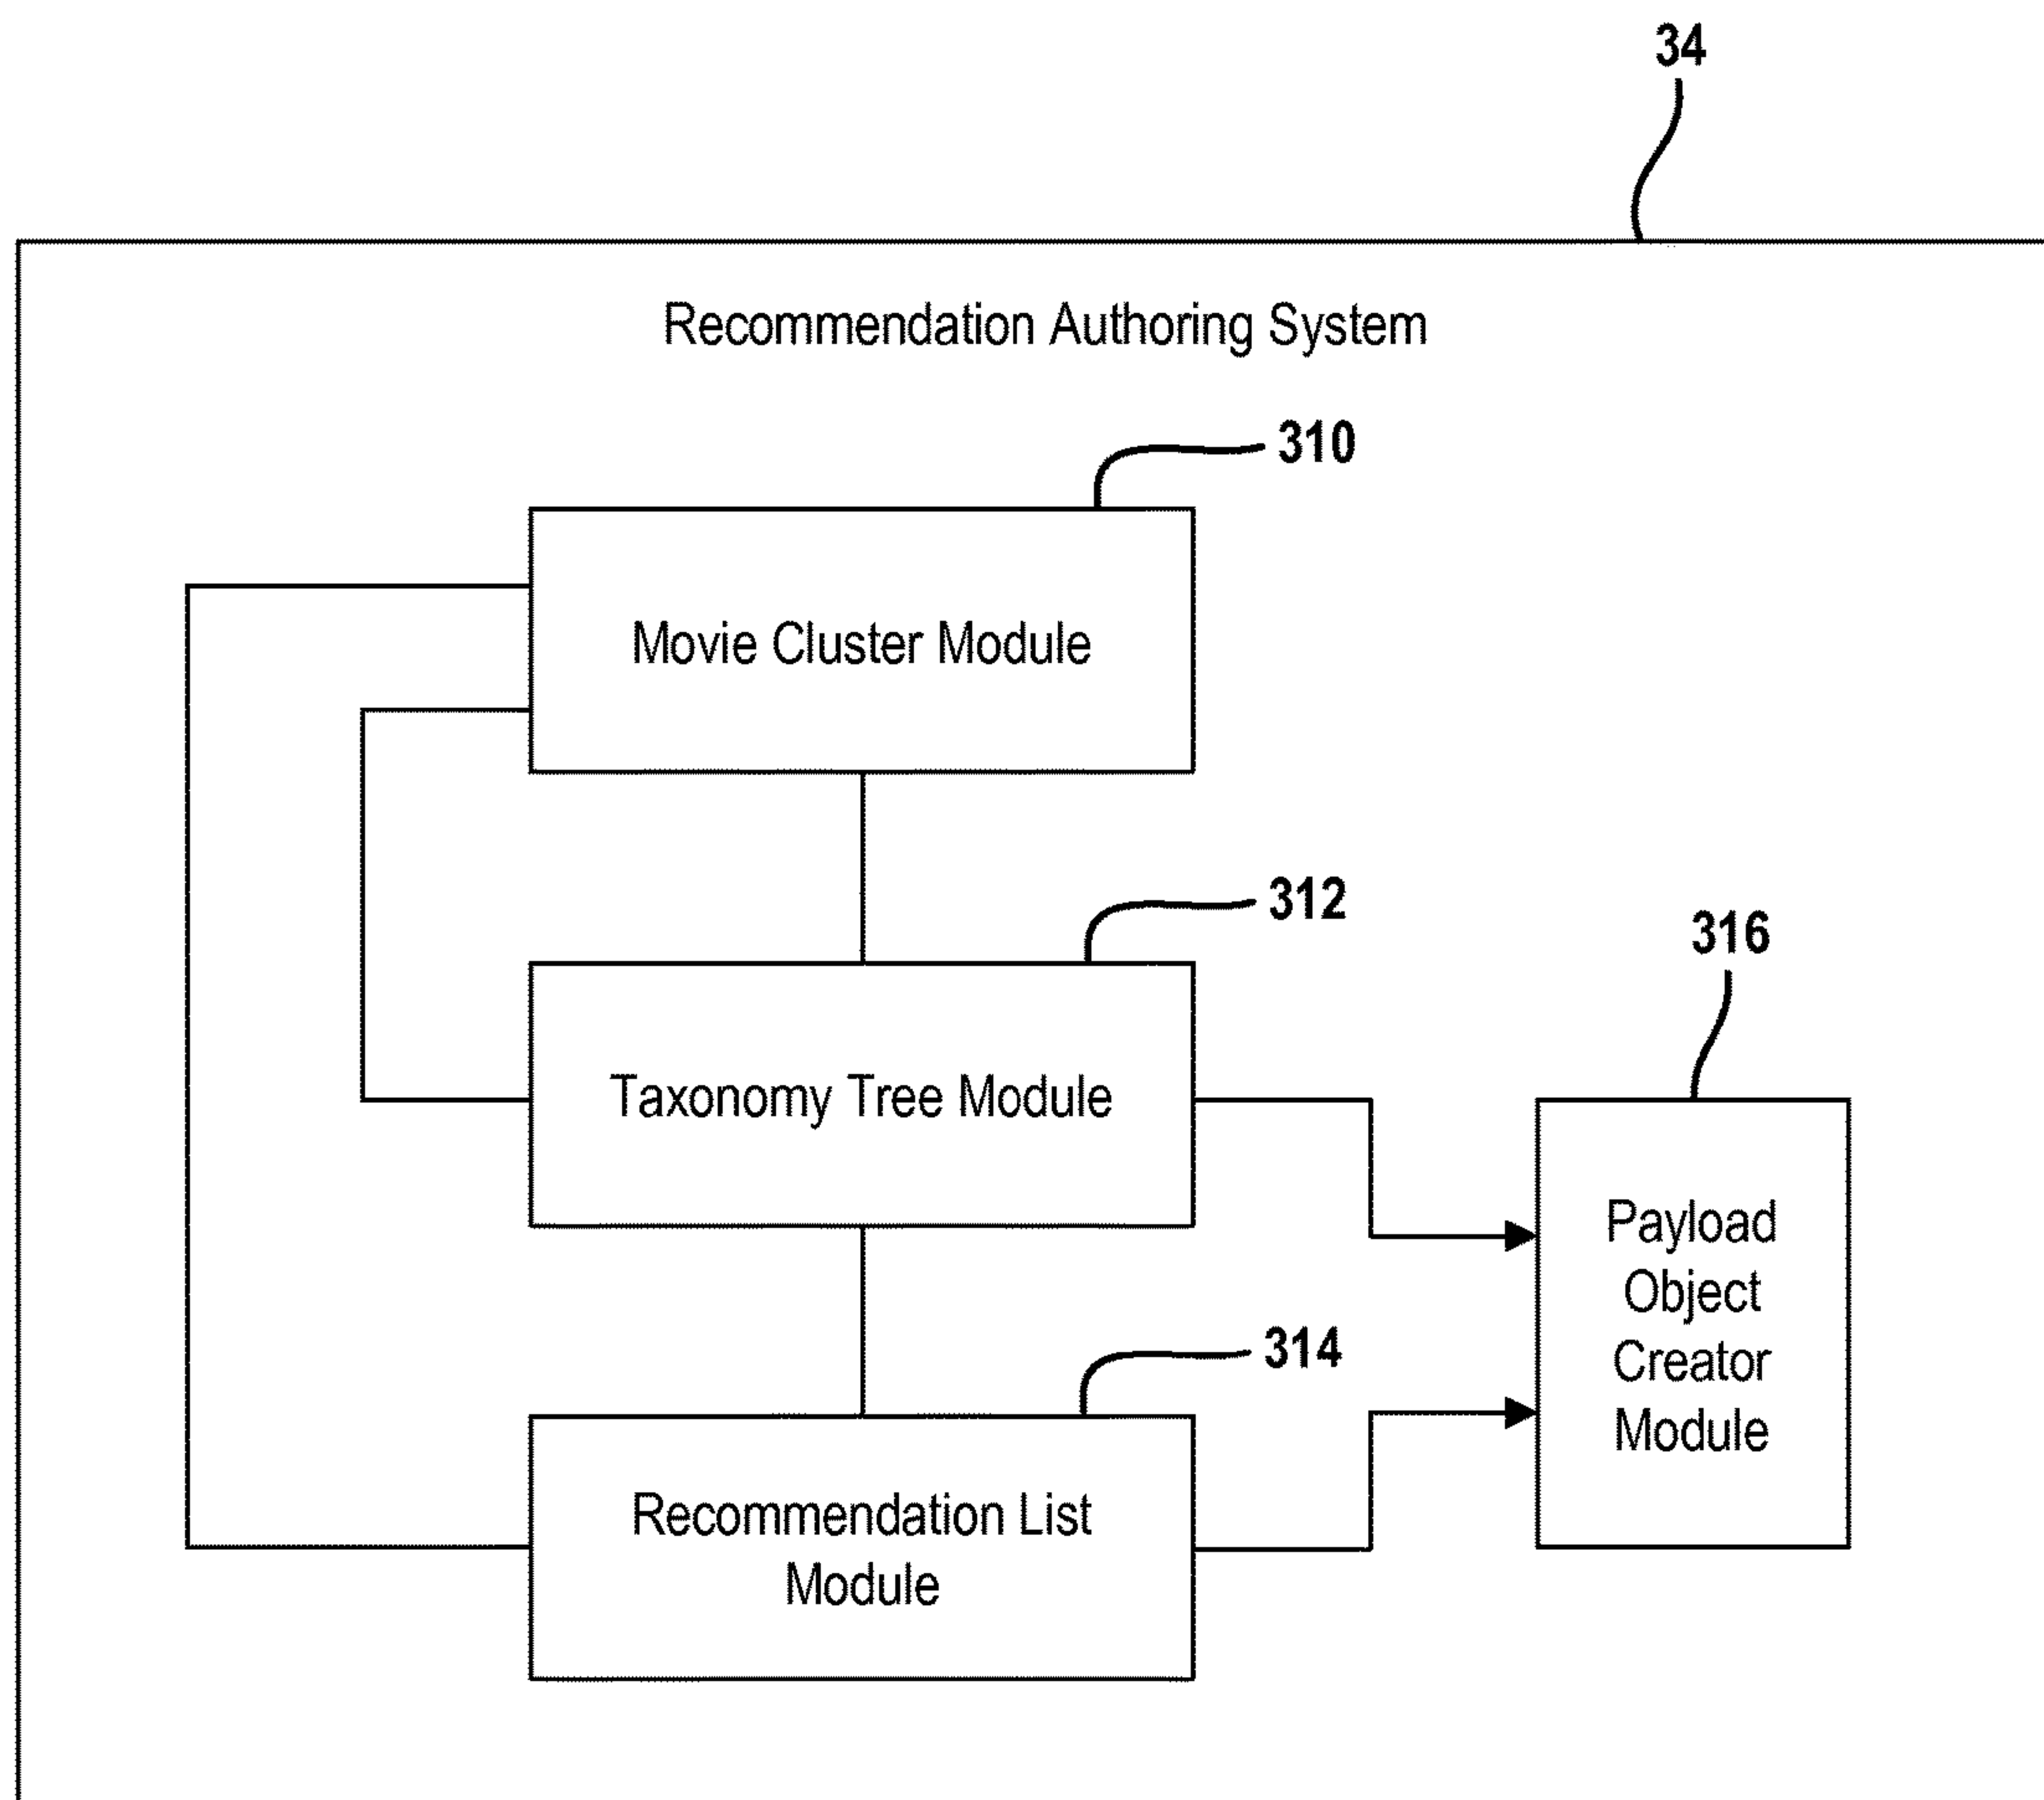 34
Recommendation Authoring System
310
Movie Cluster Module
312
Taxonomy Tree Module
316
Payload
Object
Creator
Module
314
Recommendation List
Module